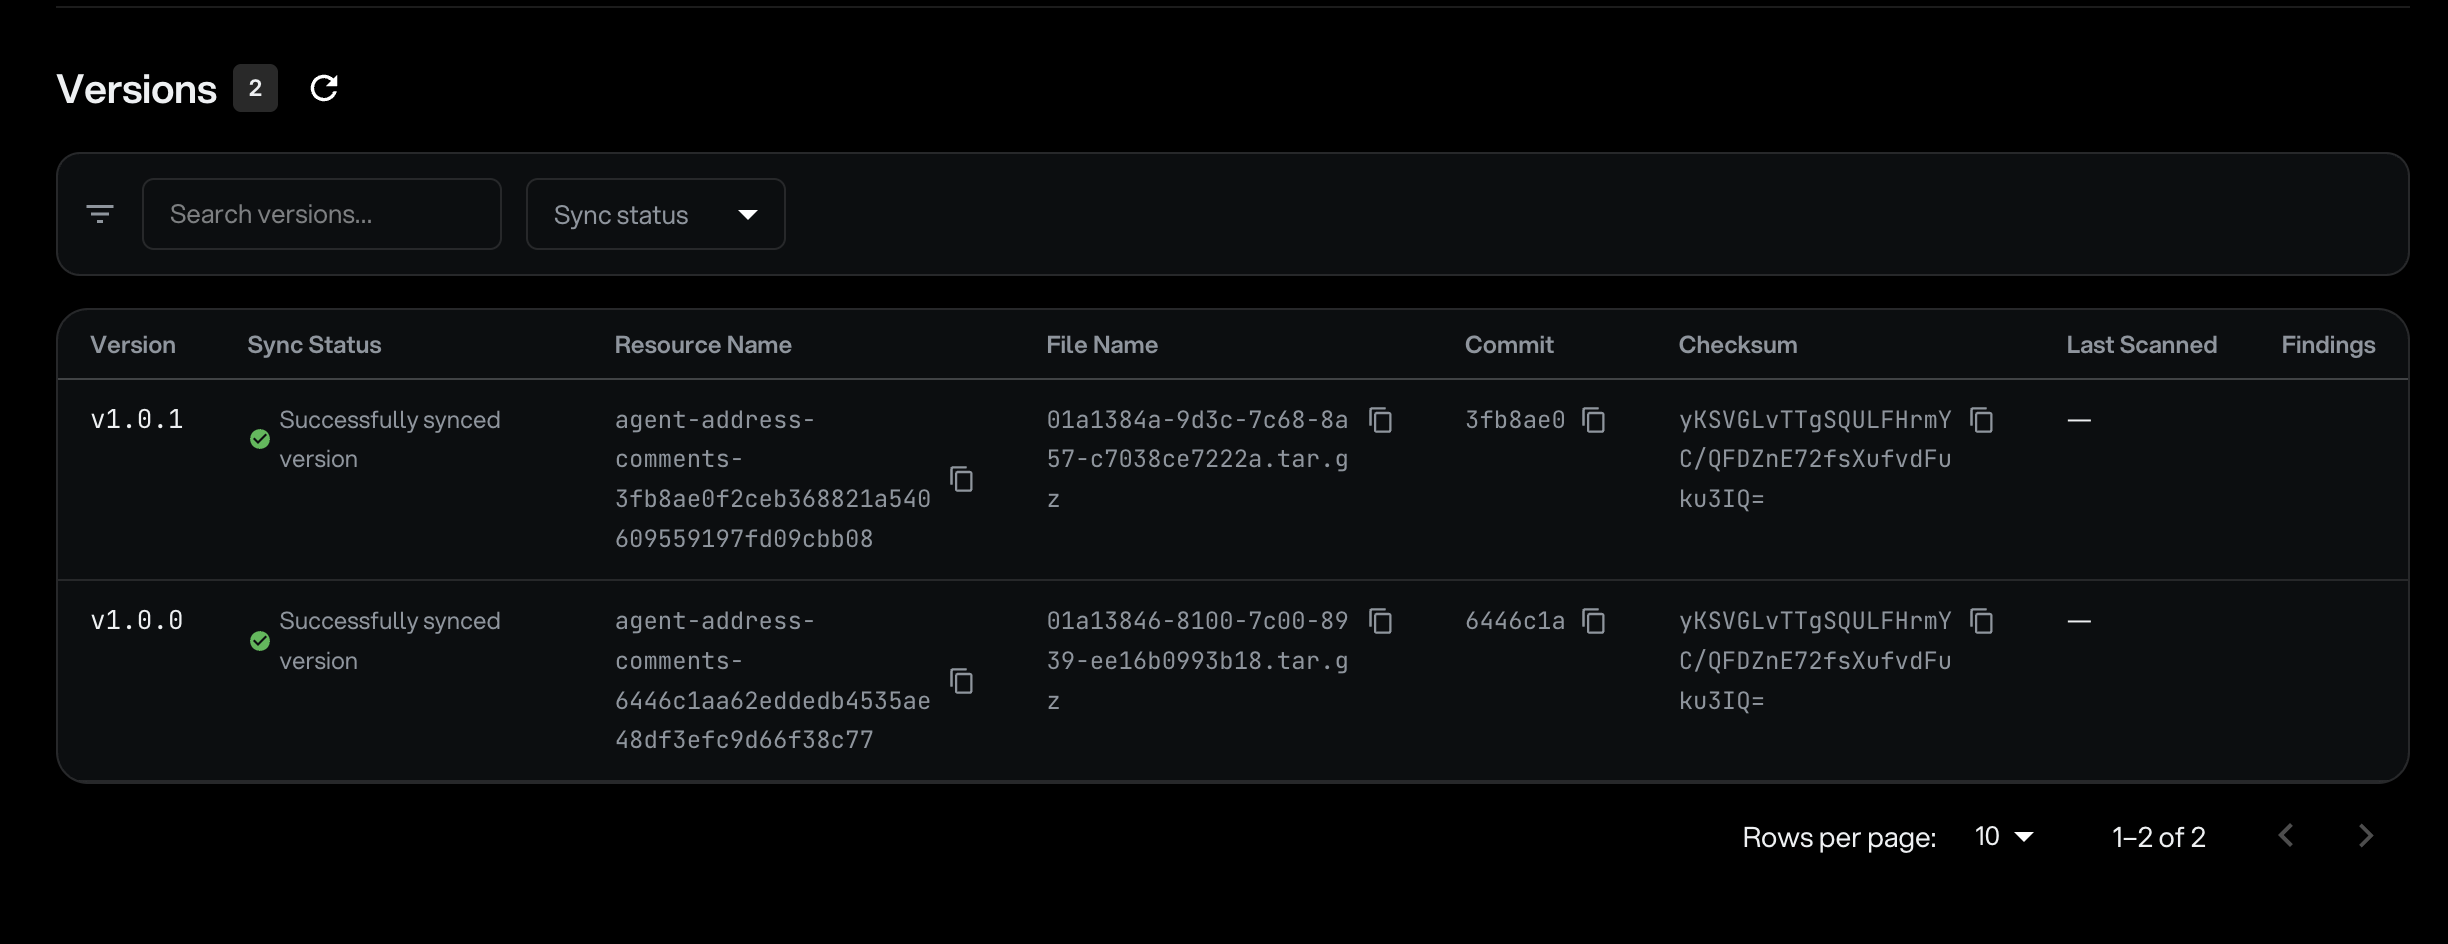 Versions 2
Search versions...
Sync status
Version Sync Status Resource Name File Name Commit Checksum Last Scanned Findings
v1.0.1
Successfully synced
version
agent-address-
comments-
3fb8ae0f2ceb368821a540
609559197fd09cbb08
01a1384a-9d3c-7c68-8a
57-c7038ce7222a.tar.g
z
3fb8ae0
yKSVGLvTTgSQULFHrmY
C/QFDZnE72fsXufvdFu
ku3IQ=
—
v1.0.0
Successfully synced
version
agent-address-
comments-
6446c1aa62eddedb4535ae
48df3efc9d66f38c77
01a13846-8100-7c00-89
39-ee16b0993b18.tar.g
z
6446c1a
yKSVGLvTTgSQULFHrmY
C/QFDZnE72fsXufvdFu
ku3IQ=
—
Rows per page: 10 1–2 of 2